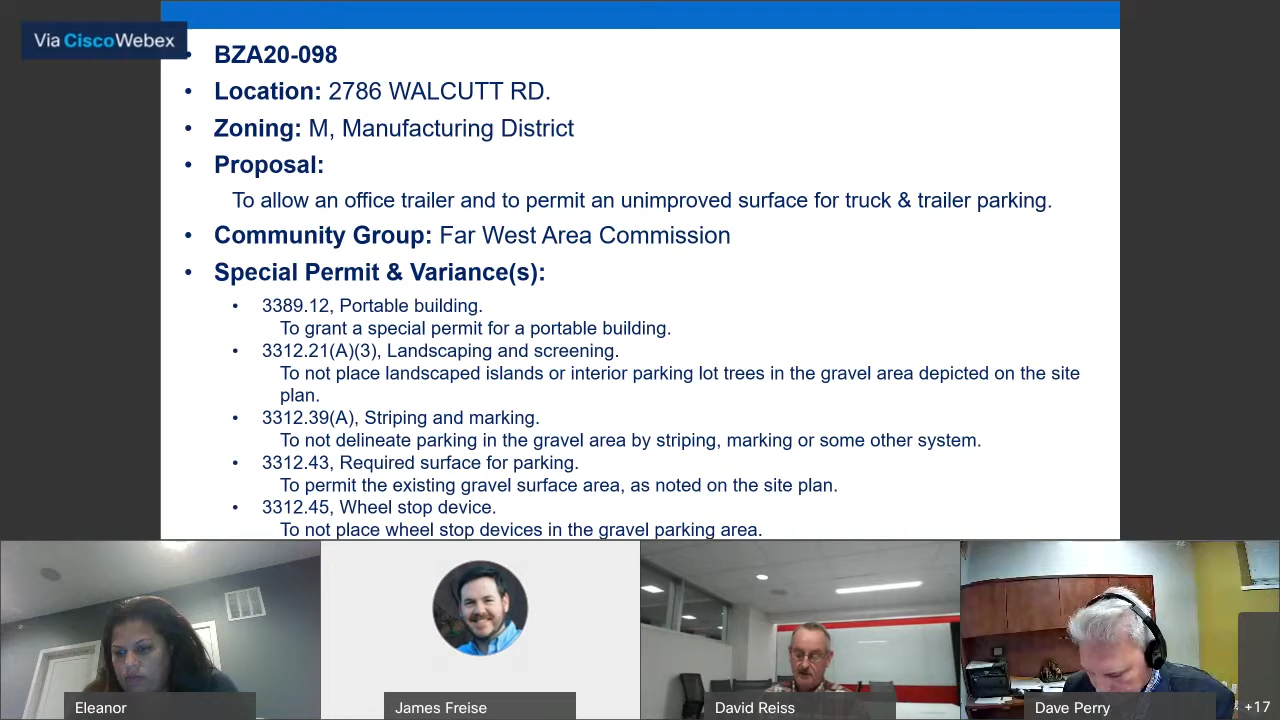 Via CiscoWebex
• BZA20-098
• Location: 2786 WALCUTT RD.
• Zoning: M, Manufacturing District
• Proposal:
To allow an office trailer and to permit an unimproved surface for truck & trailer parking.
• Community Group: Far West Area Commission
• Special Permit & Variance(s):
• 3389.12, Portable building.
To grant a special permit for a portable building.
• 3312.21(A)(3), Landscaping and screening.
To not place landscaped islands or interior parking lot trees in the gravel area depicted on the site
plan.
• 3312.39(A), Striping and marking.
To not delineate parking in the gravel area by striping, marking or some other system.
• 3312.43, Required surface for parking.
To permit the existing gravel surface area, as noted on the site plan.
• 3312.45, Wheel stop device.
To not place wheel stop devices in the gravel parking area.
Eleanor
James Freise
David Reiss
Dave Perry
+17